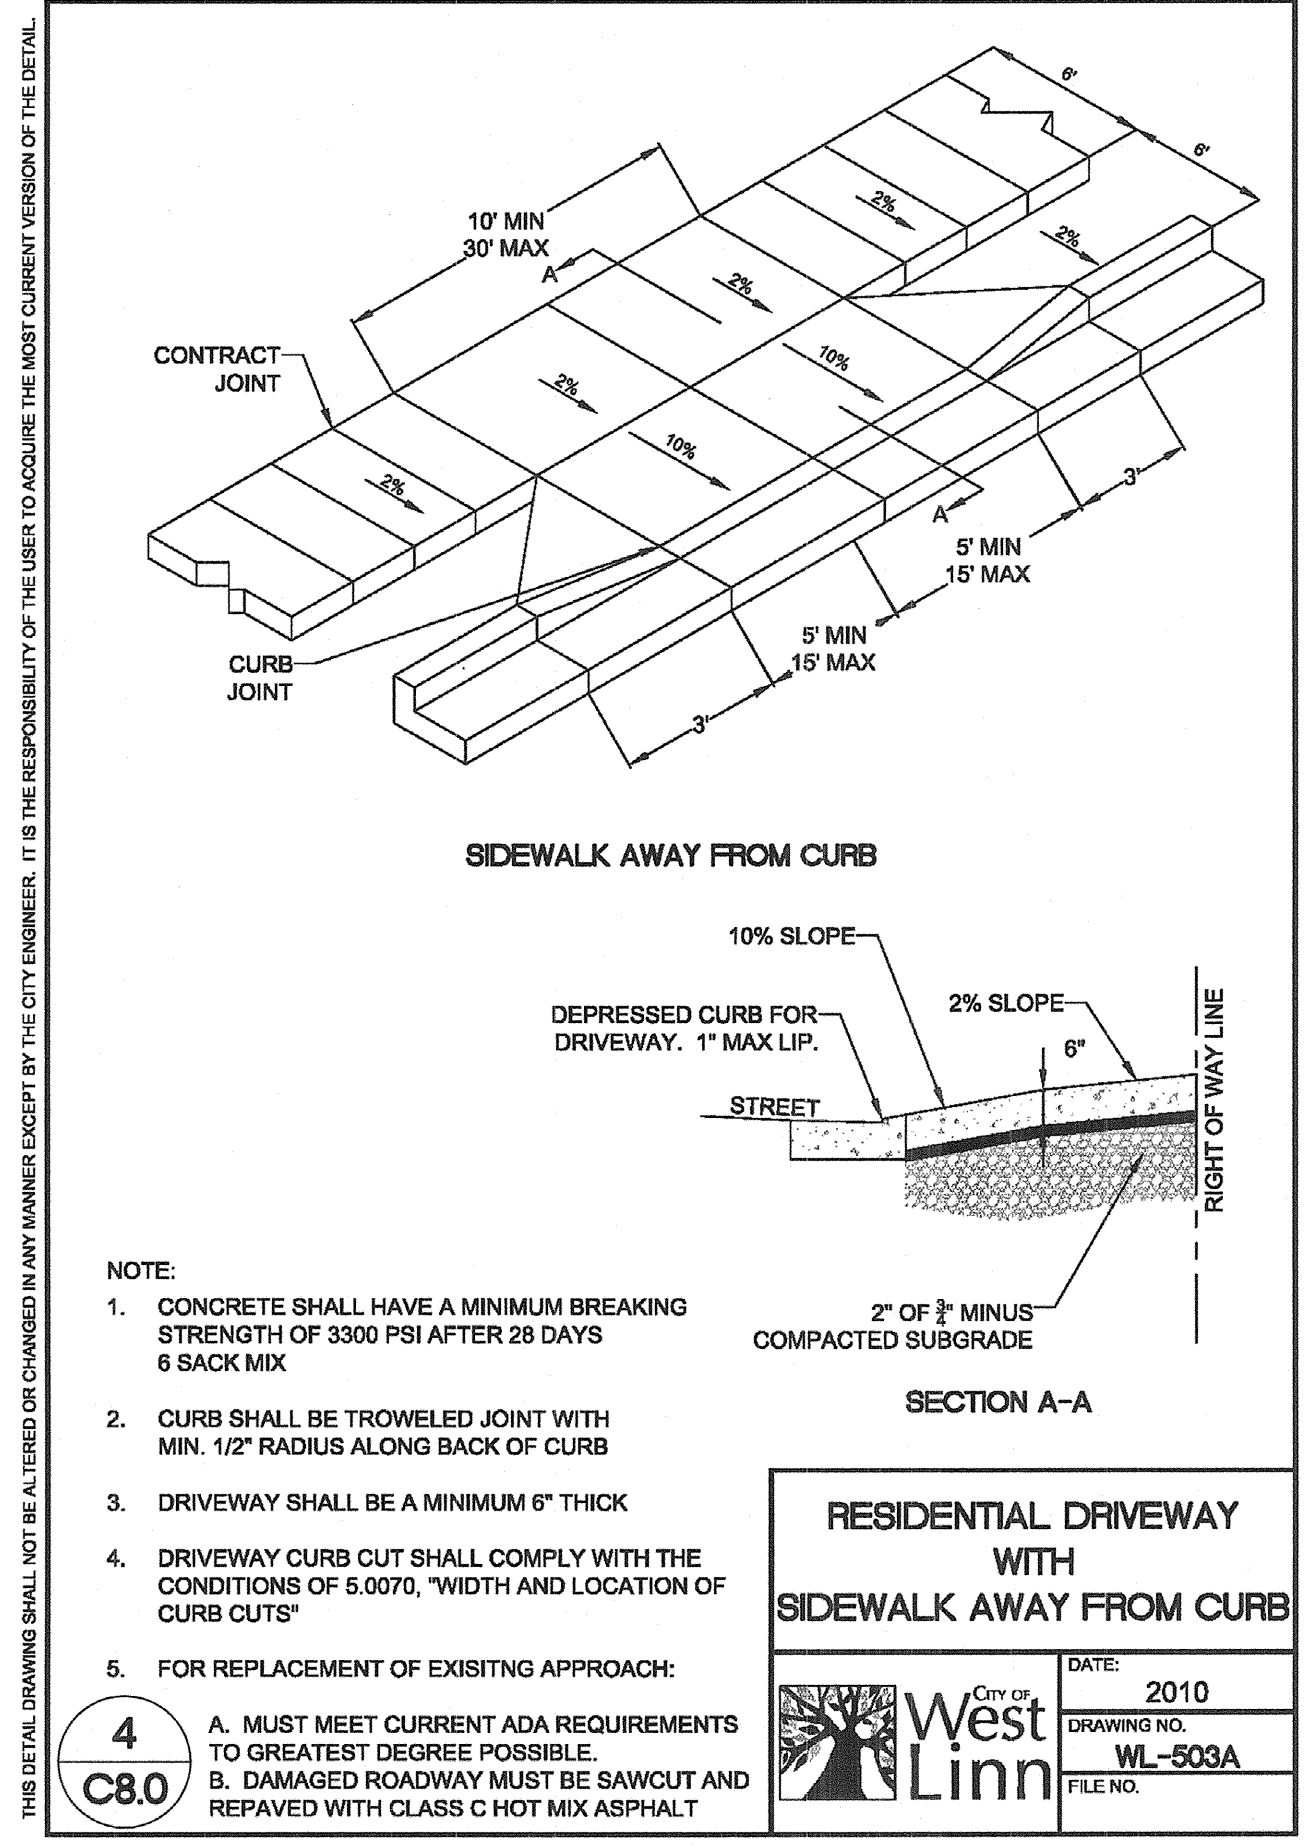 THIS DETAIL DRAWING SHALL NOT BE ALTERED OR CHANGED IN ANY MANNER EXCEPT BY THE CITY ENGINEER. IT IS THE RESPONSIBILITY OF THE USER TO ACQUIRE THE MOST CURRENT VERSION OF THE DETAIL.
6'
6'
10' MIN
30' MAX
A
2%
2%
2%
2%
10%
10%
2%
CONTRACT
JOINT
CURB
JOINT
A
3'
5' MIN
15' MAX
5' MIN
15' MAX
3'
SIDEWALK AWAY FROM CURB
10% SLOPE
DEPRESSED CURB FOR
DRIVEWAY. 1" MAX LIP.
2% SLOPE
6"
STREET
RIGHT OF WAY LINE
2" OF 3/4" MINUS
COMPACTED SUBGRADE
SECTION A-A
NOTE:
1. CONCRETE SHALL HAVE A MINIMUM BREAKING
STRENGTH OF 3300 PSI AFTER 28 DAYS
6 SACK MIX
2. CURB SHALL BE TROWELED JOINT WITH
MIN. 1/2" RADIUS ALONG BACK OF CURB
3. DRIVEWAY SHALL BE A MINIMUM 6" THICK
4. DRIVEWAY CURB CUT SHALL COMPLY WITH THE
CONDITIONS OF 5.0070, "WIDTH AND LOCATION OF
CURB CUTS"
5. FOR REPLACEMENT OF EXISITNG APPROACH:
A. MUST MEET CURRENT ADA REQUIREMENTS
TO GREATEST DEGREE POSSIBLE.
B. DAMAGED ROADWAY MUST BE SAWCUT AND
REPAVED WITH CLASS C HOT MIX ASPHALT
4
C8.0
RESIDENTIAL DRIVEWAY
WITH
SIDEWALK AWAY FROM CURB
CITY OF
West
Linn
DATE:
2010
DRAWING NO.
WL-503A
FILE NO.